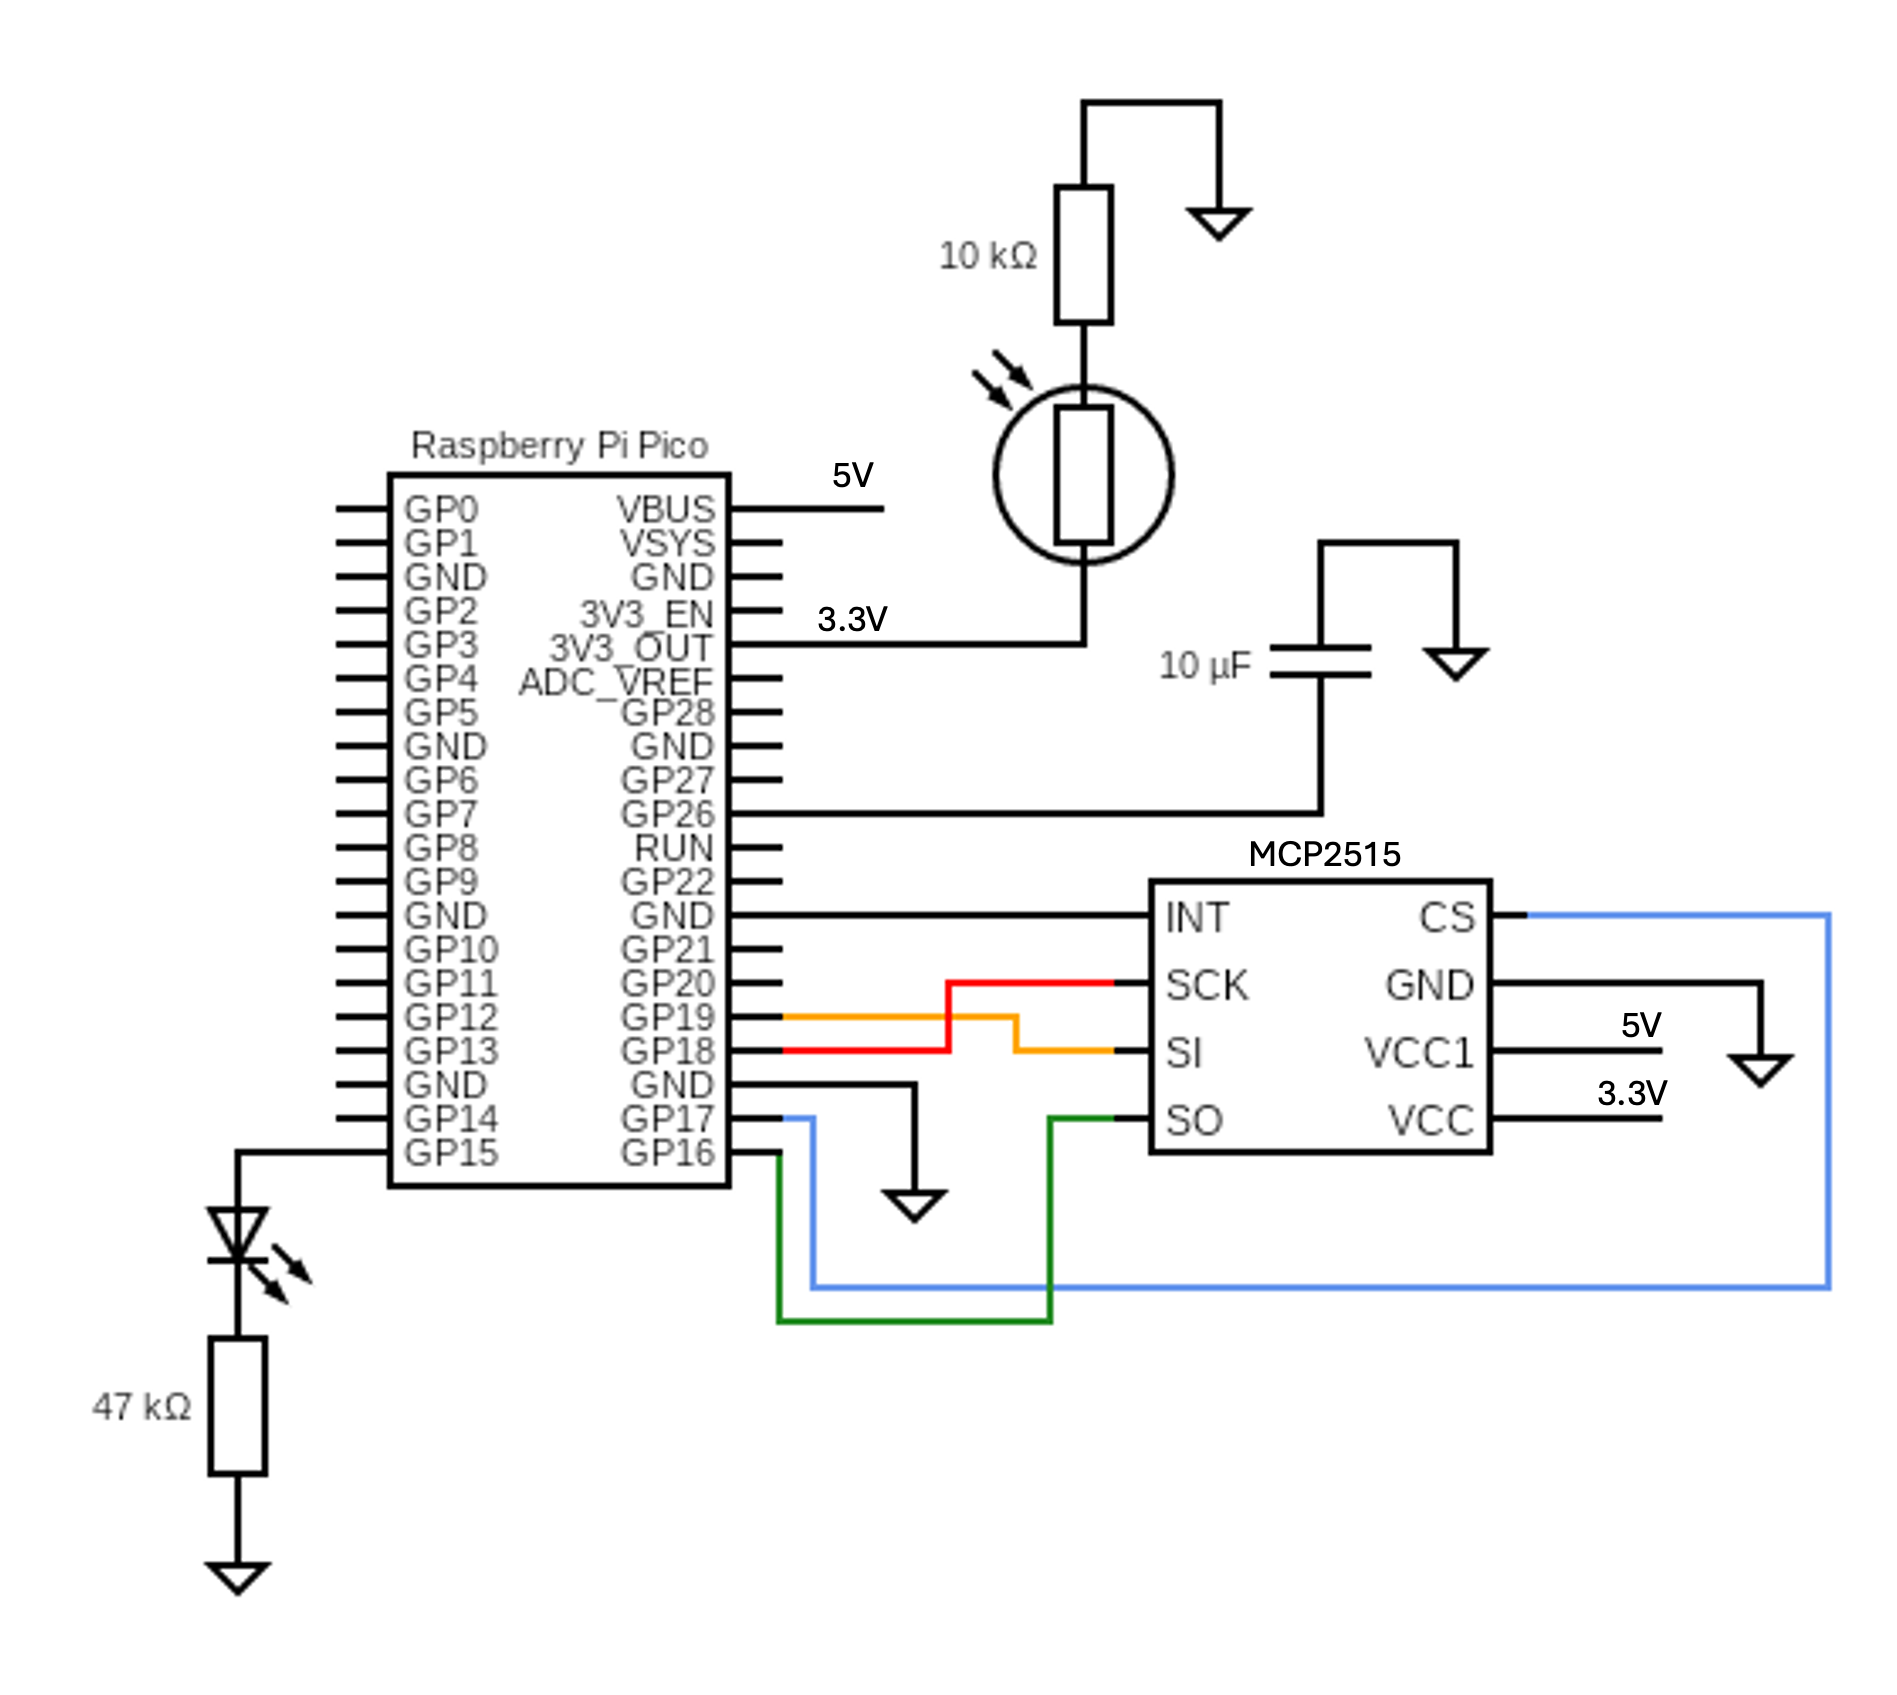 10 kΩ
Raspberry Pi Pico
5V
GP0 VBUS
GP1 VSYS
GND GND
GP2 3V3_EN
3.3V
GP3 3V3_OUT
GP4 ADC_VREF
GP5 GP28
GND GND
GP6 GP27
GP7 GP26
GP8 RUN
GP9 GP22
GND GND
GP10 GP21
GP11 GP20
GP12 GP19
GP13 GP18
GND GND
GP14 GP17
GP15 GP16
10 µF
MCP2515
INT CS
SCK GND
5V
SI VCC1
3.3V
SO VCC
47 kΩ